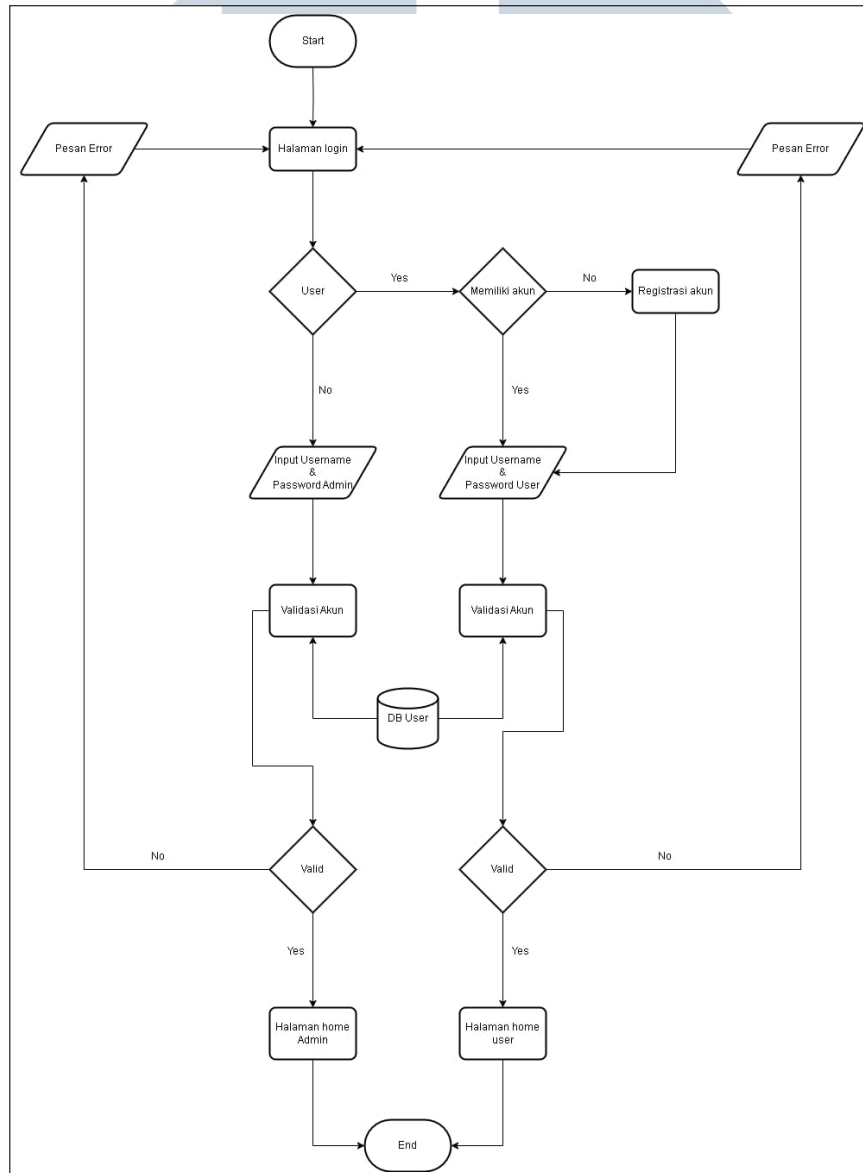 Start
Pesan Error
Halaman login
Pesan Error
User
Yes
Memiliki akun
No
Registrasi akun
No
Yes
Input Username
&
Password Admin
Input Username
&
Password User
Validasi Akun
Validasi Akun
DB User
No
Valid
Valid
No
Yes
Yes
Halaman home
Admin
Halaman home
user
End